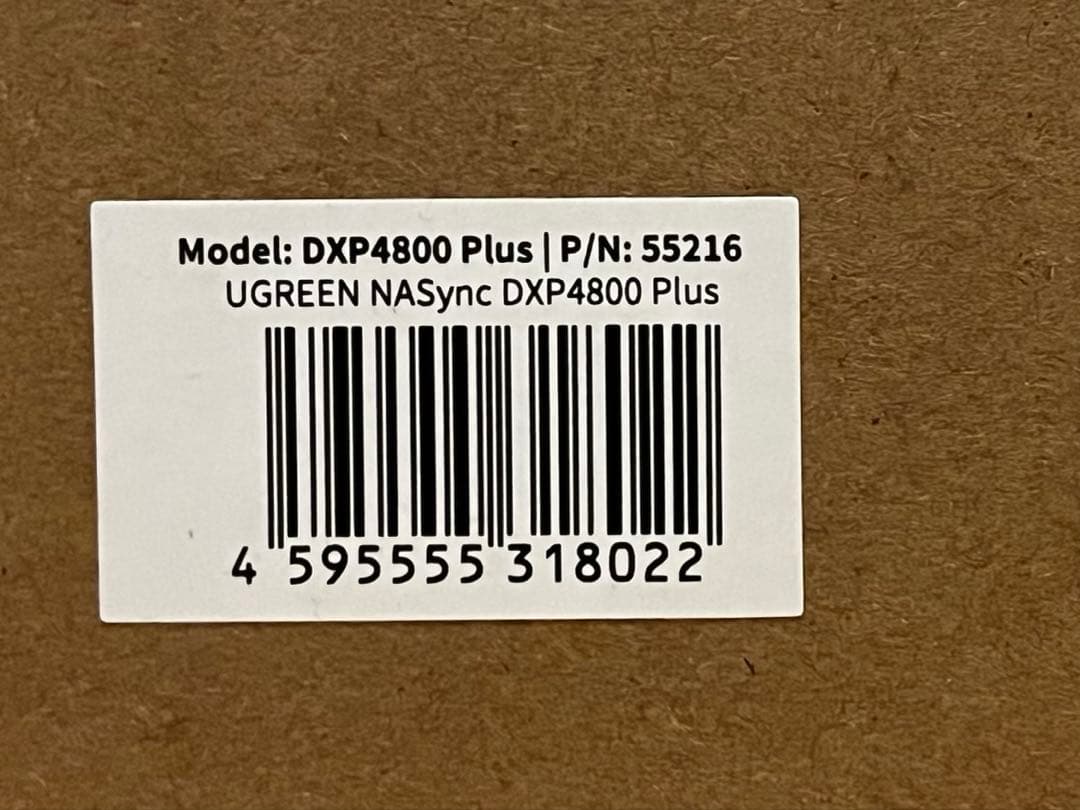 Model: DXP4800 Plus | P/N: 55216
UGREEN NASync DXP4800 Plus
4 595555 318022